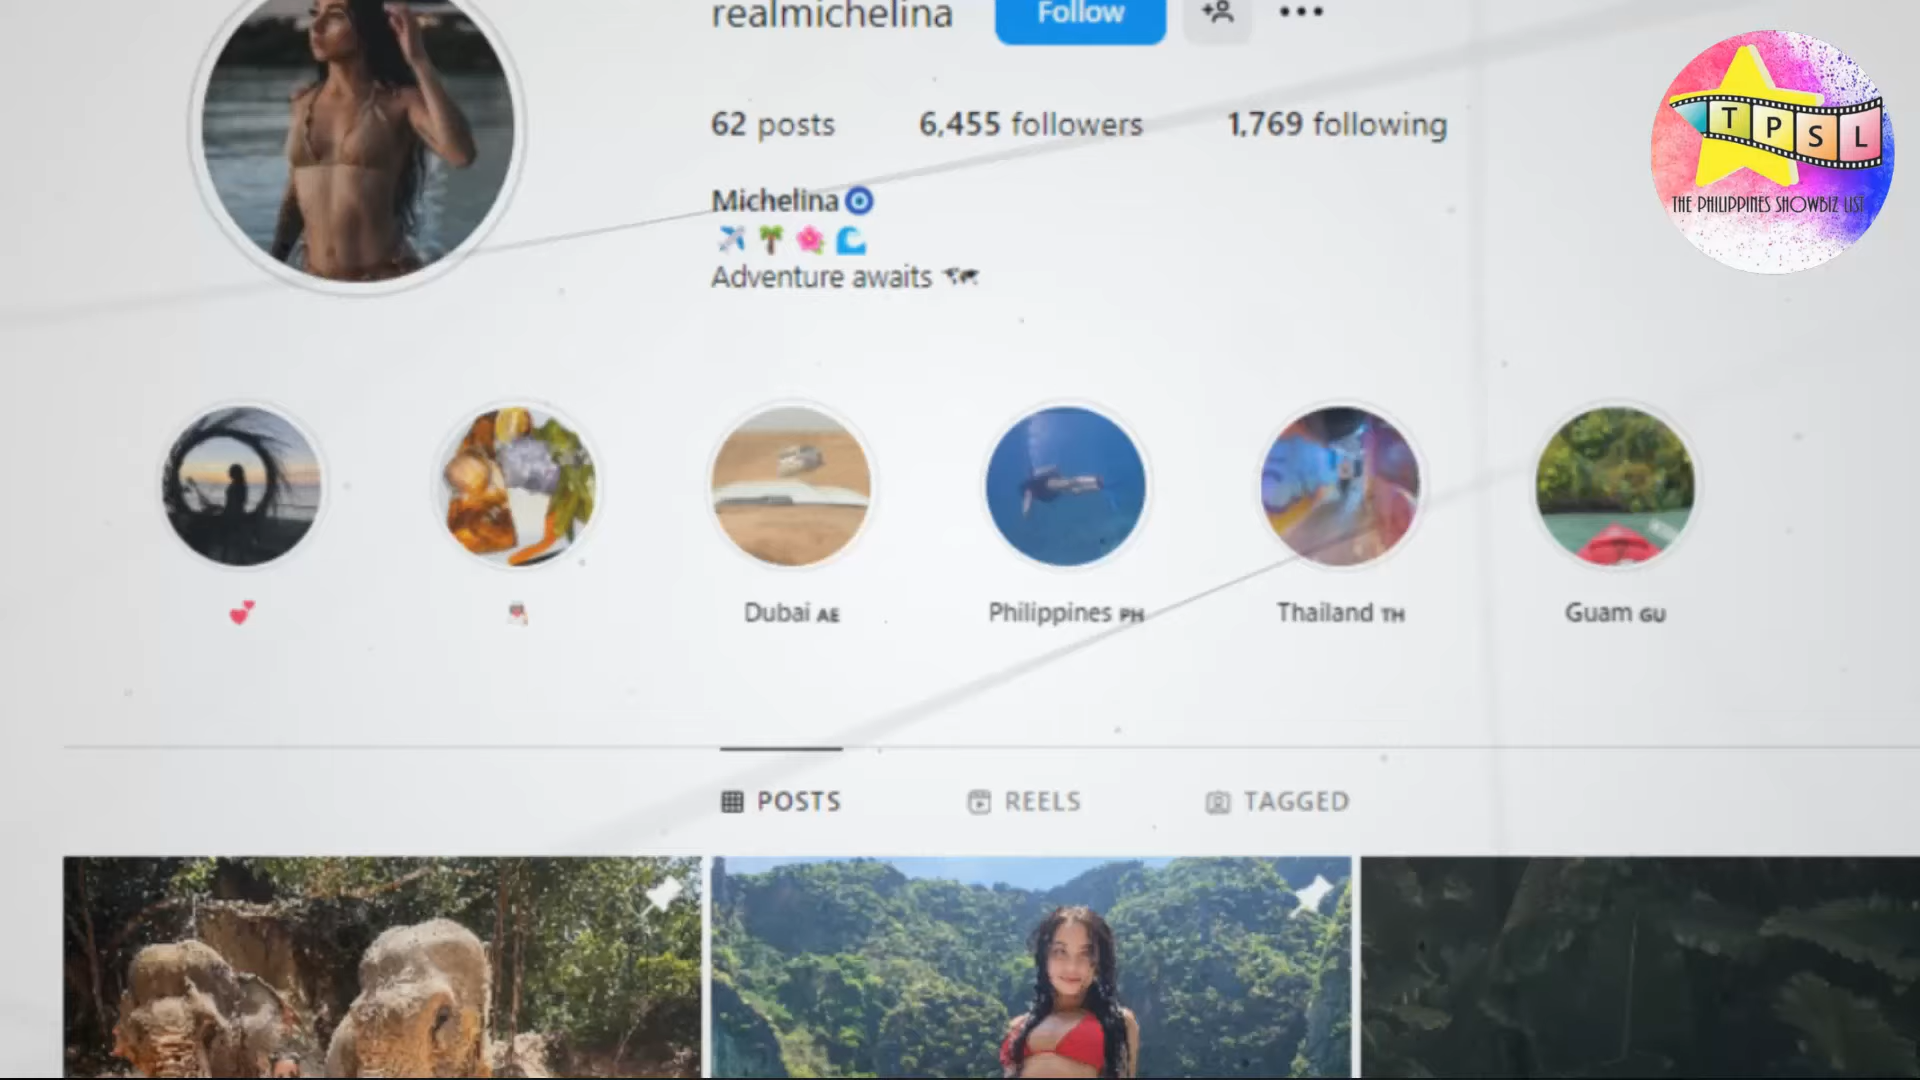 realmichelina
Follow
62 posts
6,455 followers
1,769 following
Michelina
Adventure awaits
Dubai AE
Philippines PH
Thailand TH
Guam GU
POSTS
REELS
TAGGED
T P S L
THE PHILIPPINES SHOWBIZ LIST